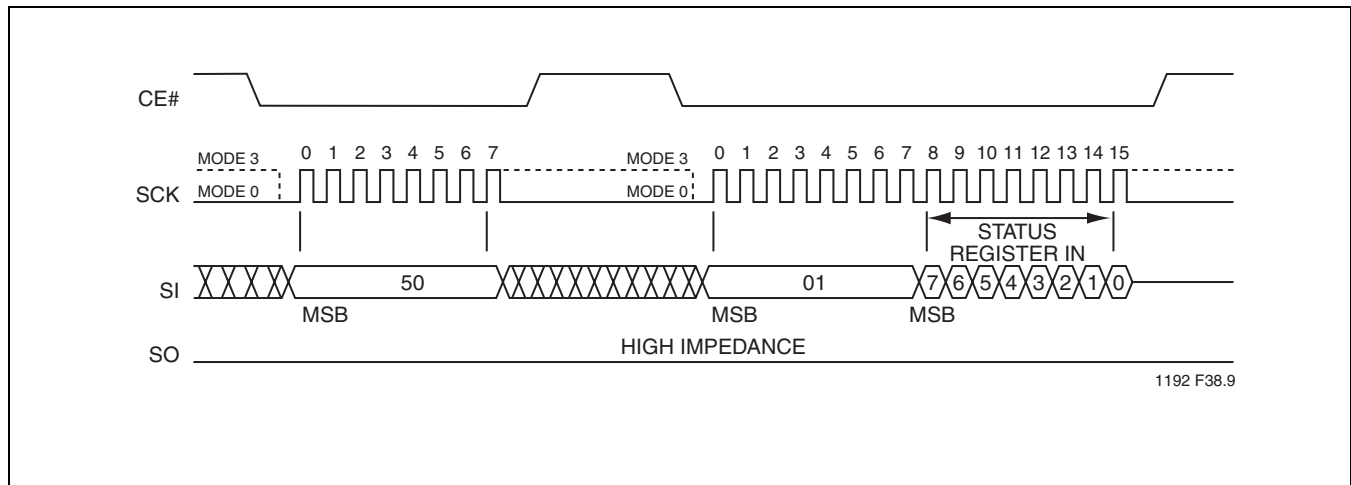 CE#
MODE 3 0 1 2 3 4 5 6 7 MODE 3 0 1 2 3 4 5 6 7 8 9 10 11 12 13 14 15
SCK MODE 0 MODE 0
STATUS
REGISTER IN
SI 50 01 7 6 5 4 3 2 1 0
MSB MSB MSB
SO HIGH IMPEDANCE
1192 F38.9